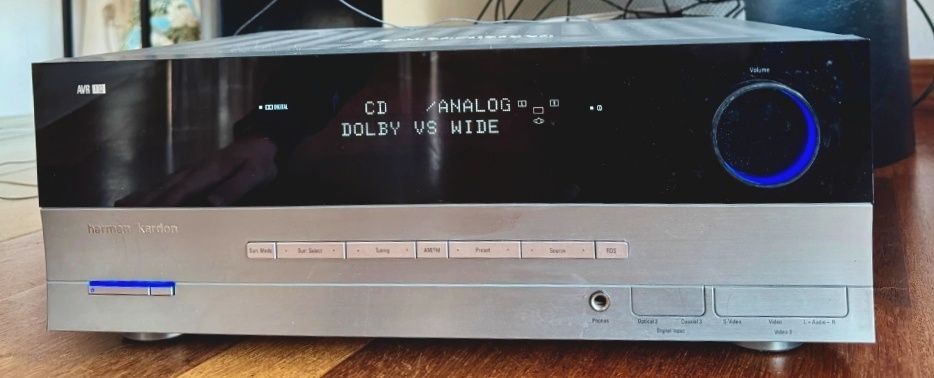 Volume
AVR
DIGITAL
CD /ANALOG
DOLBY VS WIDE
harman kardon
Surr. Mode Surr. Select Tuning AM/FM Preset Source RDS
Phones
Optical 3 Coaxial 3
Digital Input
S-Video Video L - Audio - R
Video 3